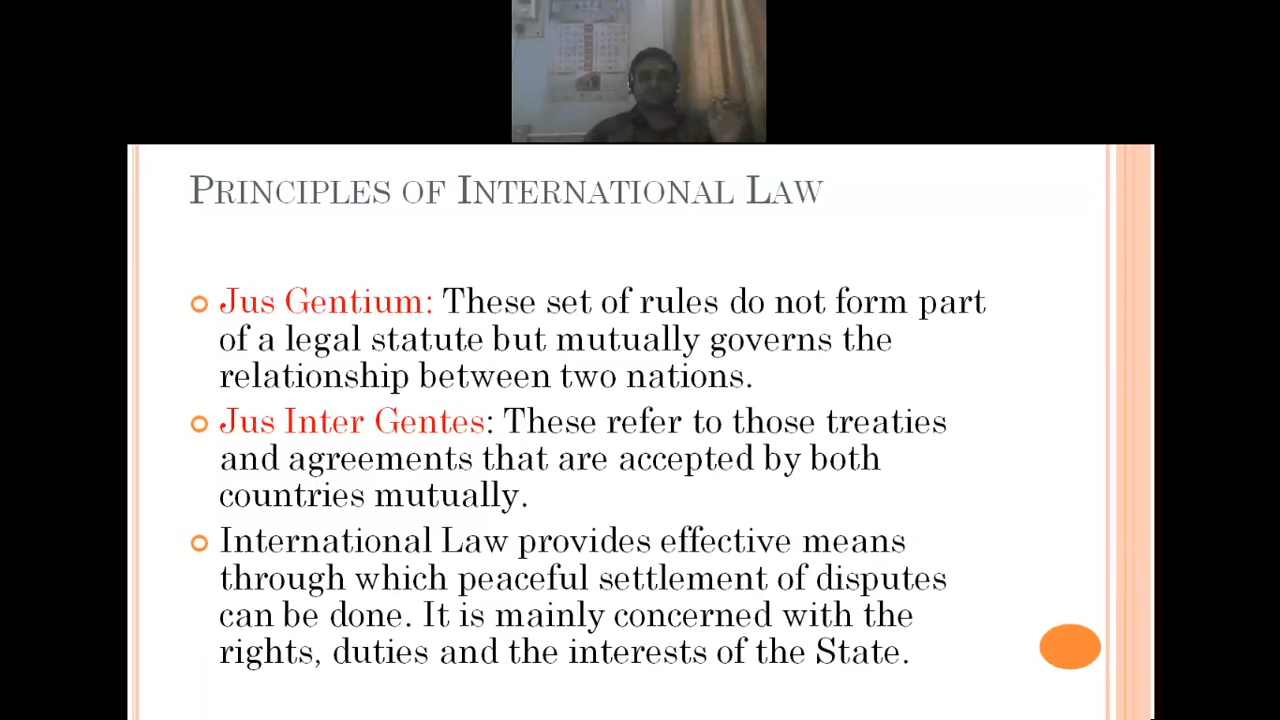 PRINCIPLES OF INTERNATIONAL LAW
Jus Gentium: These set of rules do not form part
of a legal statute but mutually governs the
relationship between two nations.
Jus Inter Gentes: These refer to those treaties
and agreements that are accepted by both
countries mutually.
International Law provides effective means
through which peaceful settlement of disputes
can be done. It is mainly concerned with the
rights, duties and the interests of the State.